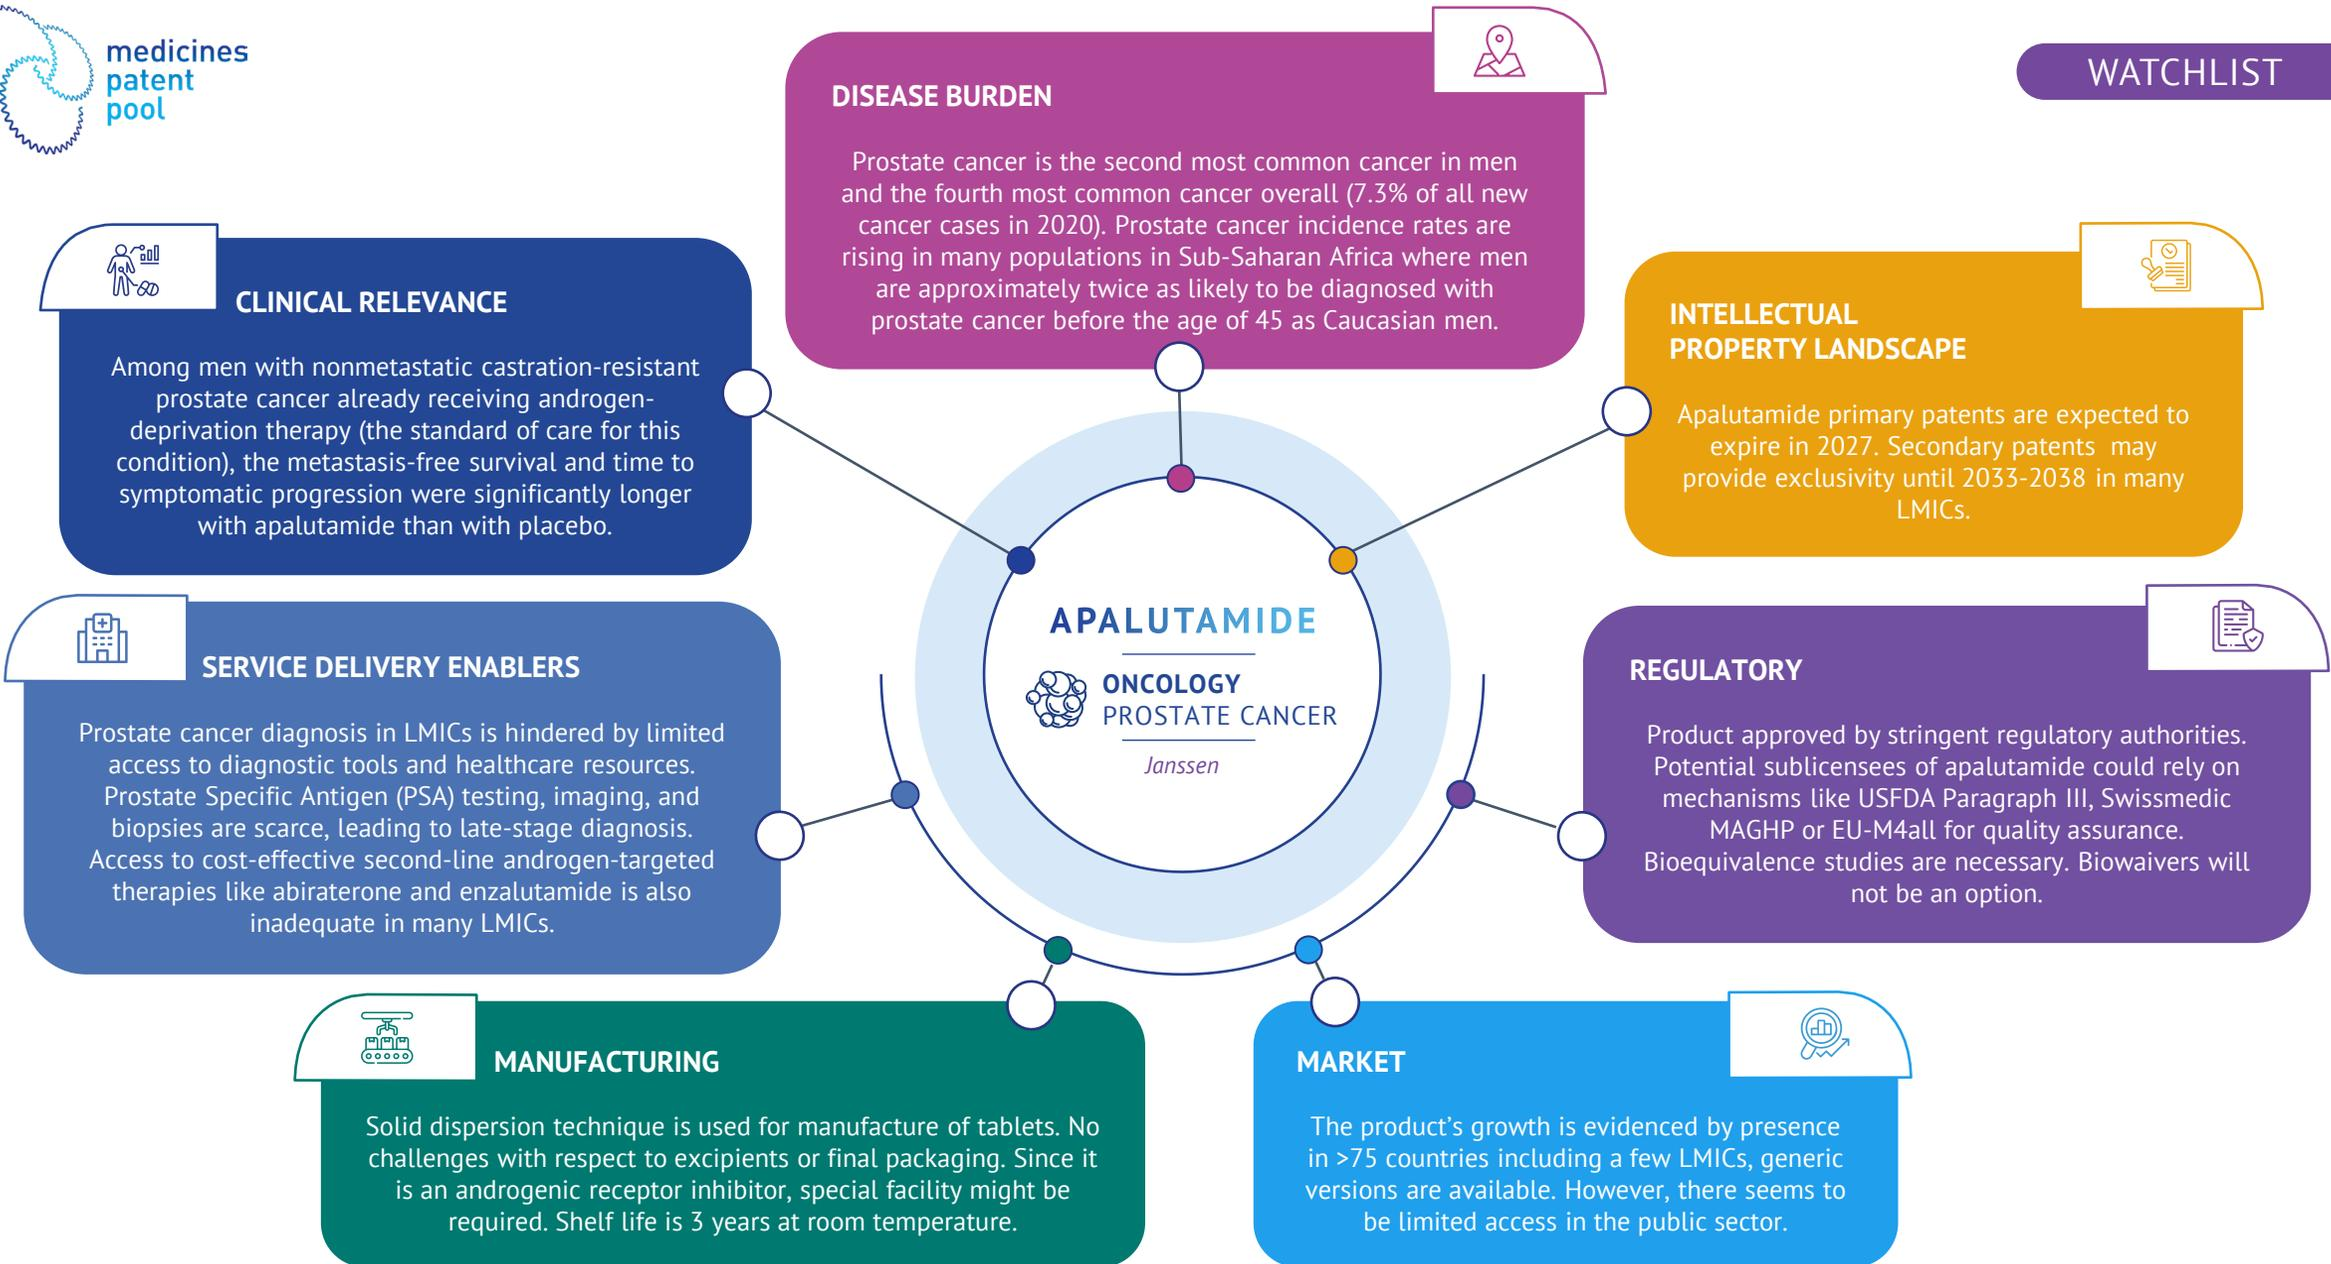 medicines
patent
pool
WATCHLIST
DISEASE BURDEN
Prostate cancer is the second most common cancer in men
and the fourth most common cancer overall (7.3% of all new
cancer cases in 2020). Prostate cancer incidence rates are
rising in many populations in Sub-Saharan Africa where men
are approximately twice as likely to be diagnosed with
prostate cancer before the age of 45 as Caucasian men.
CLINICAL RELEVANCE
Among men with nonmetastatic castration-resistant
prostate cancer already receiving androgen-
deprivation therapy (the standard of care for this
condition), the metastasis-free survival and time to
symptomatic progression were significantly longer
with apalutamide than with placebo.
INTELLECTUAL
PROPERTY LANDSCAPE
Apalutamide primary patents are expected to
expire in 2027. Secondary patents  may
provide exclusivity until 2033-2038 in many
LMICs.
APALUTAMIDE
ONCOLOGY
PROSTATE CANCER
Janssen
SERVICE DELIVERY ENABLERS
Prostate cancer diagnosis in LMICs is hindered by limited
access to diagnostic tools and healthcare resources.
Prostate Specific Antigen (PSA) testing, imaging, and
biopsies are scarce, leading to late-stage diagnosis.
Access to cost-effective second-line androgen-targeted
therapies like abiraterone and enzalutamide is also
inadequate in many LMICs.
REGULATORY
Product approved by stringent regulatory authorities.
Potential sublicensees of apalutamide could rely on
mechanisms like USFDA Paragraph III, Swissmedic
MAGHP or EU-M4all for quality assurance.
Bioequivalence studies are necessary. Biowaivers will
not be an option.
MANUFACTURING
Solid dispersion technique is used for manufacture of tablets. No
challenges with respect to excipients or final packaging. Since it
is an androgenic receptor inhibitor, special facility might be
required. Shelf life is 3 years at room temperature.
MARKET
The product’s growth is evidenced by presence
in >75 countries including a few LMICs, generic
versions are available. However, there seems to
be limited access in the public sector.